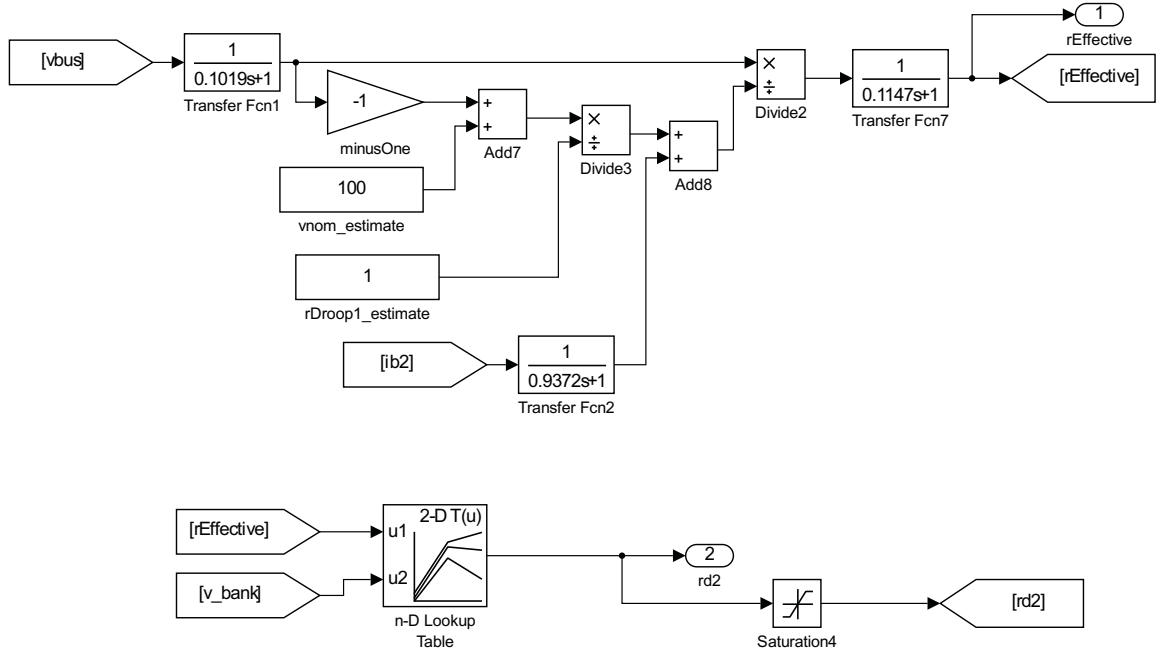 1
rEffective
[vbus]
1
0.1019s+1
Transfer Fcn1
-1
minusOne
+
+
Add7
×
÷
Divide3
+
+
Add8
×
÷
Divide2
1
0.1147s+1
Transfer Fcn7
[rEffective]
100
vnom_estimate
1
rDroop1_estimate
[ib2]
1
0.9372s+1
Transfer Fcn2
[rEffective]
[v_bank]
2-D T(u)
u1
u2
n-D Lookup
Table
2
rd2
Saturation4
[rd2]